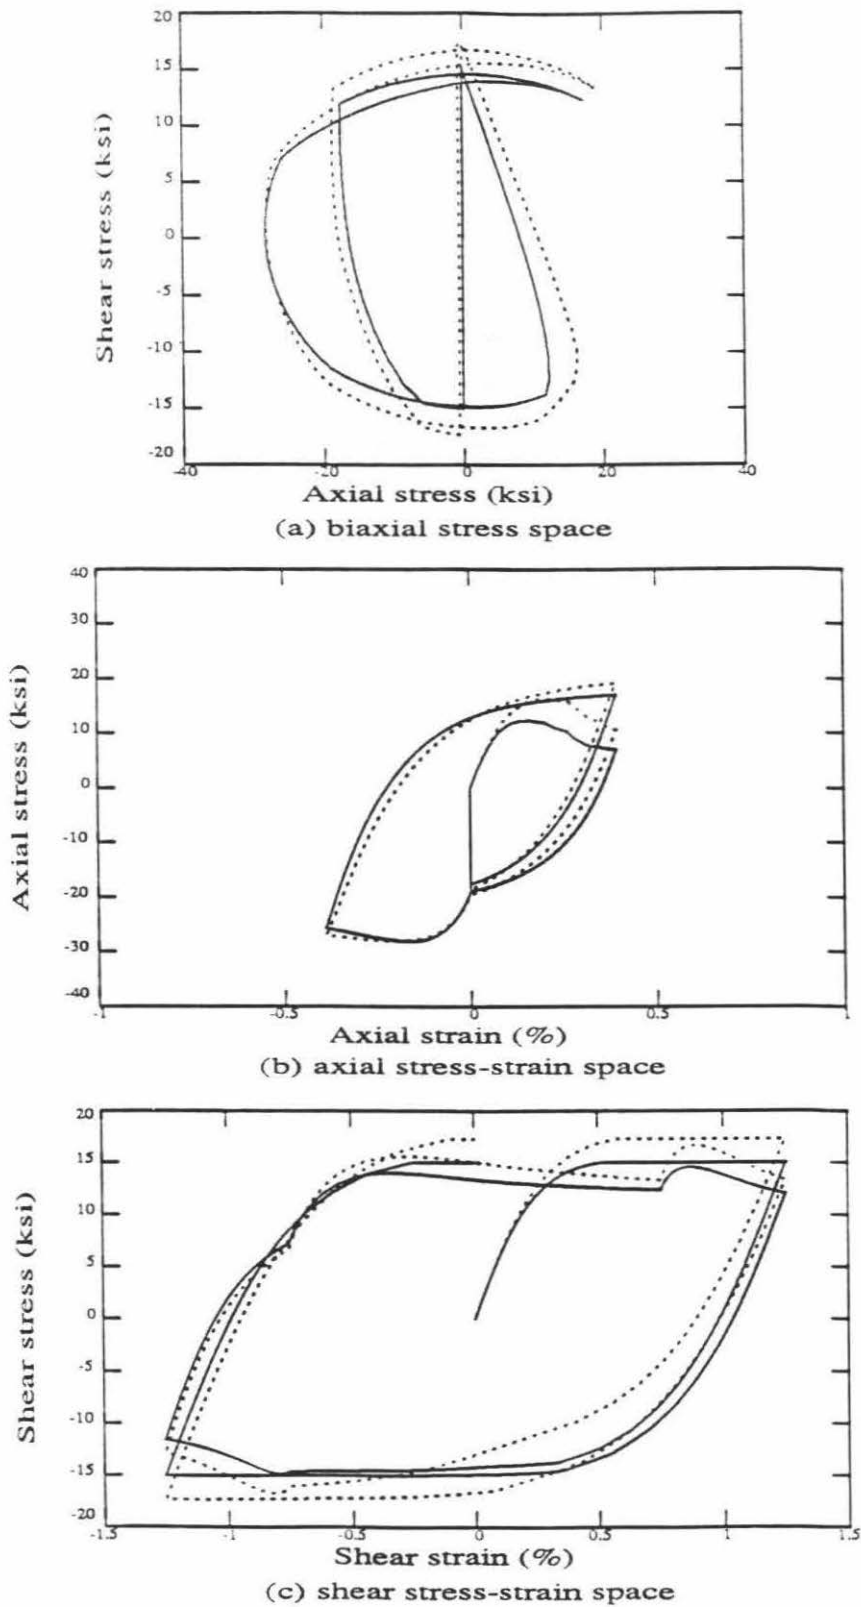 20
15
10
5
0
-5
-10
-15
-20
Shear stress (ksi)
-40 -20 0 20 40
Axial stress (ksi)
(a) biaxial stress space
40
30
20
10
0
-10
-20
-30
-40
Axial stress (ksi)
-1 -0.5 0 0.5 1
Axial strain (%)
(b) axial stress-strain space
20
15
10
5
0
-5
-10
-15
-20
Shear stress (ksi)
-1.5 -1 -0.5 0 0.5 1 1.5
Shear strain (%)
(c) shear stress-strain space